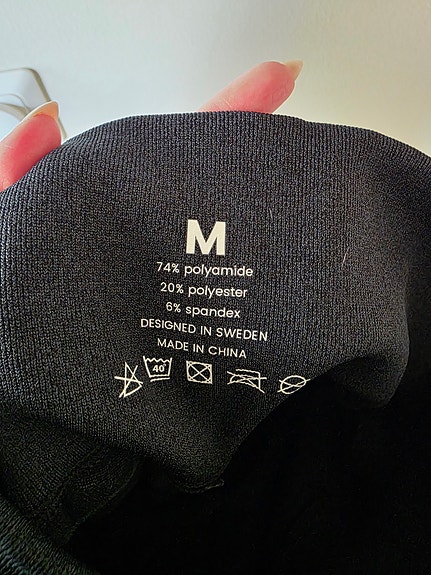 M
74% polyamide
20% polyester
6% spandex
DESIGNED IN SWEDEN
MADE IN CHINA
40